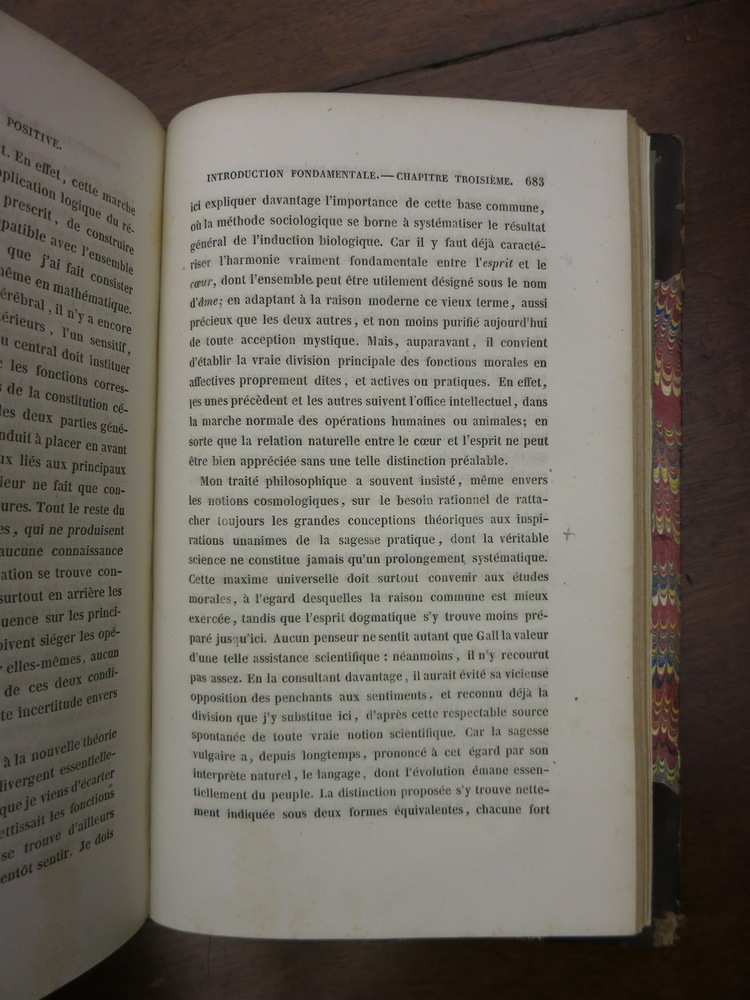 POSITIVE.
t. En effet, cette marche
plication logique du ré-
prescrit, de construire
patible avec l'ensemble
que j'ai fait consister
même en mathématique.
érébral, il n'y a encore
érieurs, l'un sensitif,
u central doit instituer
les fonctions corres-
s de la constitution cé-
les deux parties géné-
nduit à placer en avant
ux liés aux principaux
ieur ne fait que con-
ures. Tout le reste du
es, qui ne produisent
aucune connaissance
ation se trouve con-
surtout en arrière les
uence sur les princi-
oivent siéger les opé-
elles-mêmes, aucun
de ces deux condi-
te incertitude envers
à la nouvelle théorie
divergent essentielle-
que je viens d'écarter
ettissait les fonctions
se trouve d'ailleurs
entôt sentir. Je dois
INTRODUCTION FONDAMENTALE.—CHAPITRE TROISIÈME. 683
ici expliquer davantage l'importance de cette base commune,
où la méthode sociologique se borne à systématiser le résultat
général de l'induction biologique. Car il y faut déjà caracté-
riser l'harmonie vraiment fondamentale entre l'esprit et le
cœur, dont l'ensemble peut être utilement désigné sous le nom
d'âme; en adaptant à la raison moderne ce vieux terme, aussi
précieux que les deux autres, et non moins purifié aujourd'hui
de toute acception mystique. Mais, auparavant, il convient
d'établir la vraie division principale des fonctions morales en
affectives proprement dites, et actives ou pratiques. En effet,
les unes précèdent et les autres suivent l'office intellectuel, dans
la marche normale des opérations humaines ou animales; en
sorte que la relation naturelle entre le cœur et l'esprit ne peut
être bien appréciée sans une telle distinction préalable.
Mon traité philosophique a souvent insisté, même envers
les notions cosmologiques, sur le besoin rationnel de ratta-
cher toujours les grandes conceptions théoriques aux inspi-
rations unanimes de la sagesse pratique, dont la véritable
science ne constitue jamais qu'un prolongement systématique.
Cette maxime universelle doit surtout convenir aux études
morales, à l'égard desquelles la raison commune est mieux
exercée, tandis que l'esprit dogmatique s'y trouve moins pré-
paré jusqu'ici. Aucun penseur ne sentit autant que Gall la valeur
d'une telle assistance scientifique : néanmoins, il n'y recourut
pas assez. En la consultant davantage, il aurait évité sa vicieuse
opposition des penchants aux sentiments, et reconnu déjà la
division que j'y substitue ici, d'après cette respectable source
spontanée de toute vraie notion scientifique. Car la sagesse
vulgaire a, depuis longtemps, prononcé à cet égard par son
interprète naturel, le langage, dont l'évolution émane essen-
tiellement du peuple. La distinction proposée s'y trouve nette-
ment indiquée sous deux formes équivalentes, chacune fort